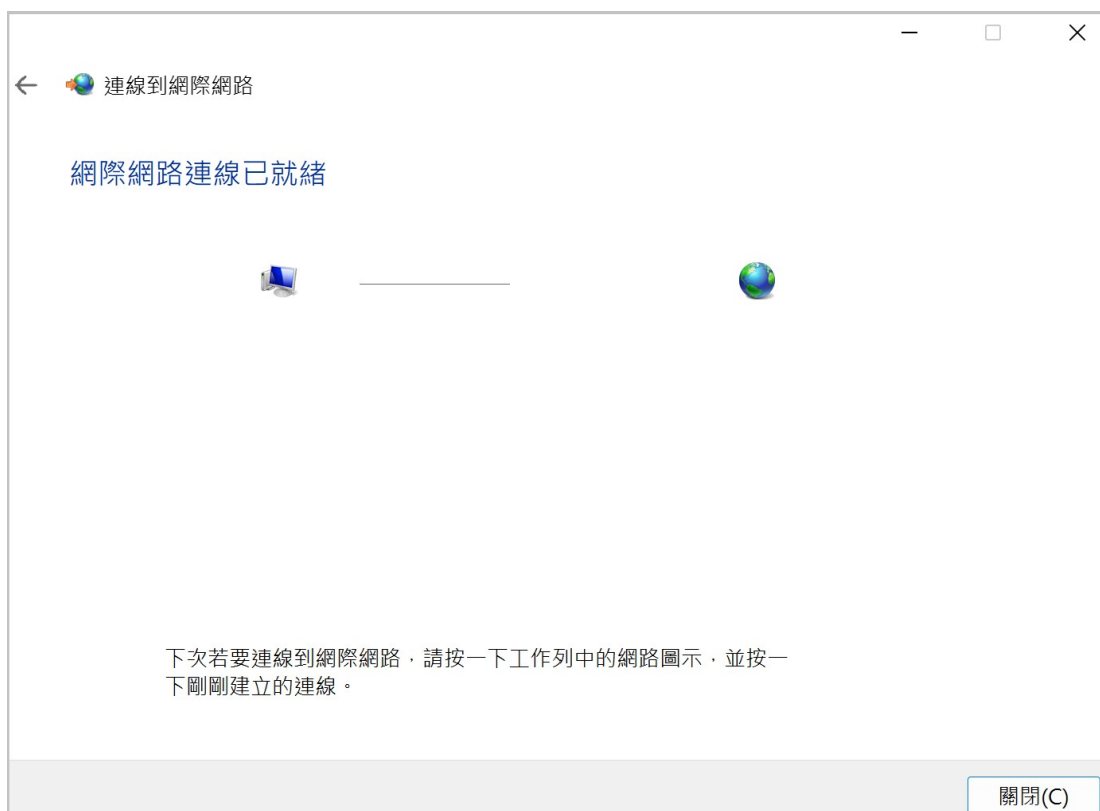 連線到網際網路
網際網路連線已就緒
下次若要連線到網際網路，請按一下工作列中的網路圖示，並按一
下剛剛建立的連線。
關閉(C)